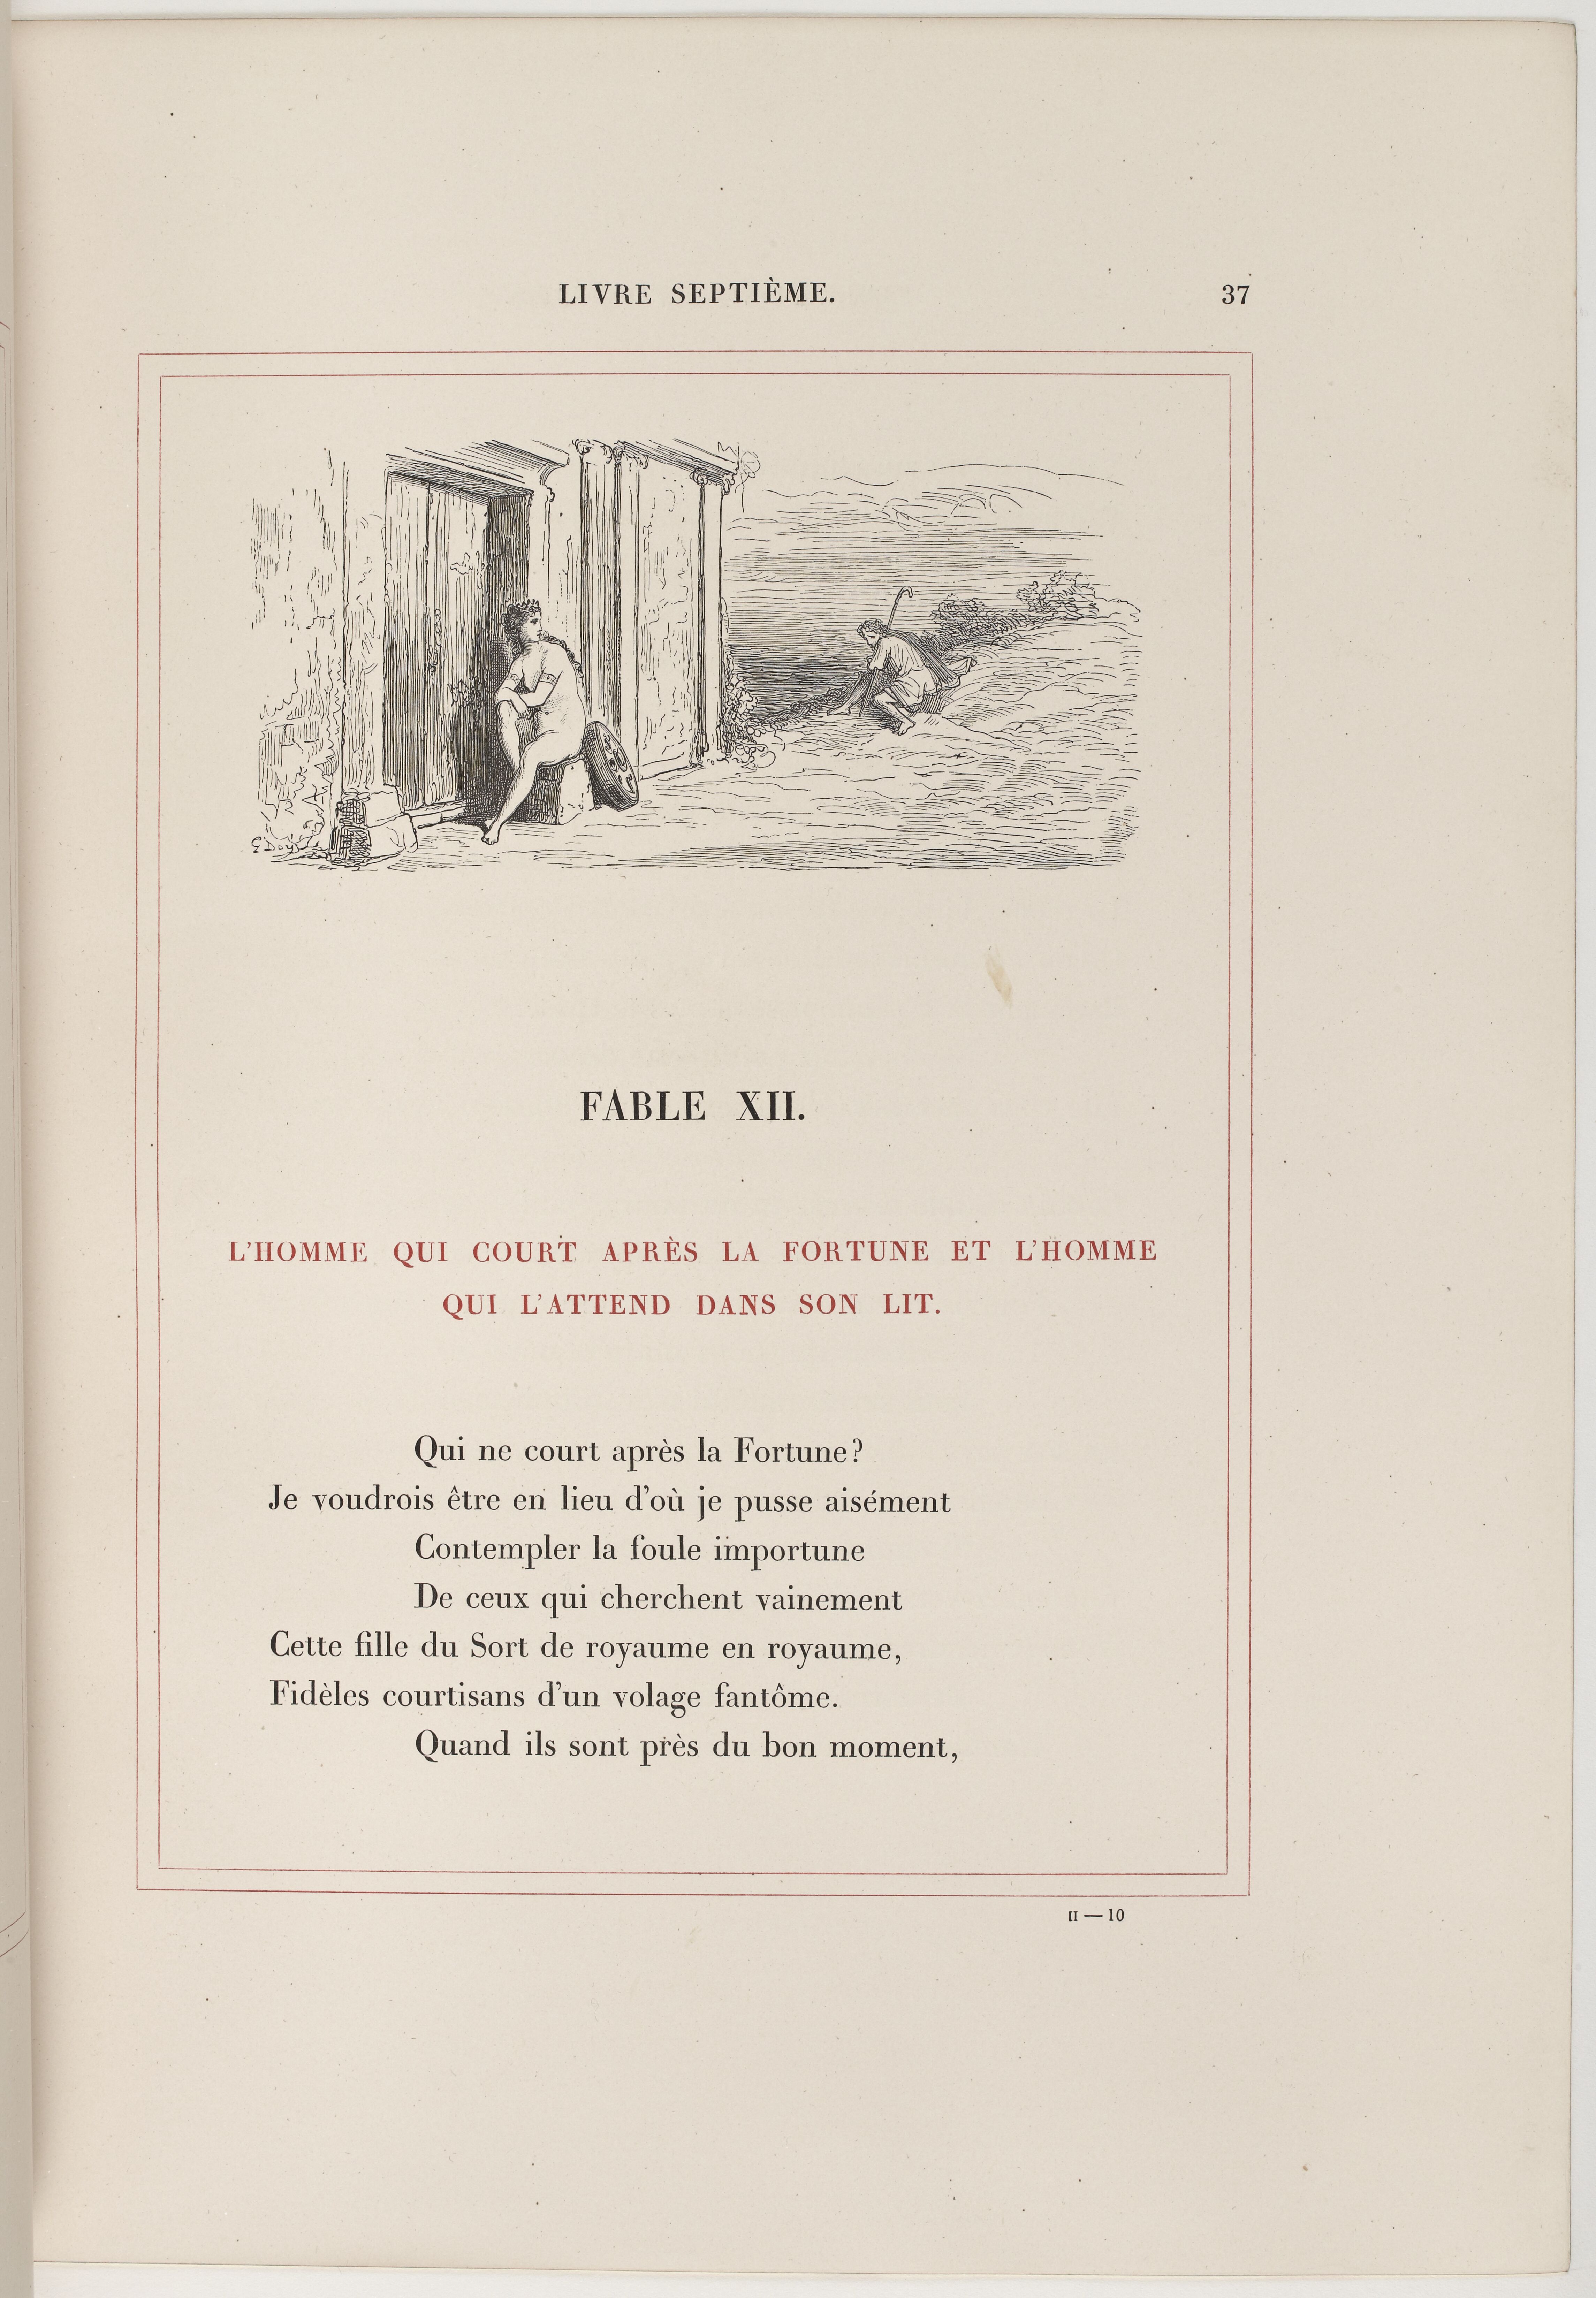 LIVRE SEPTIÈME. 37
G Doré
FABLE XII.
L'HOMME QUI COURT APRÈS LA FORTUNE ET L'HOMME
QUI L'ATTEND DANS SON LIT.
Qui ne court après la Fortune?
Je voudrois être en lieu d'où je pusse aisément
Contempler la foule importune
De ceux qui cherchent vainement
Cette fille du Sort de royaume en royaume,
Fidèles courtisans d'un volage fantôme.
Quand ils sont près du bon moment,
II — 10